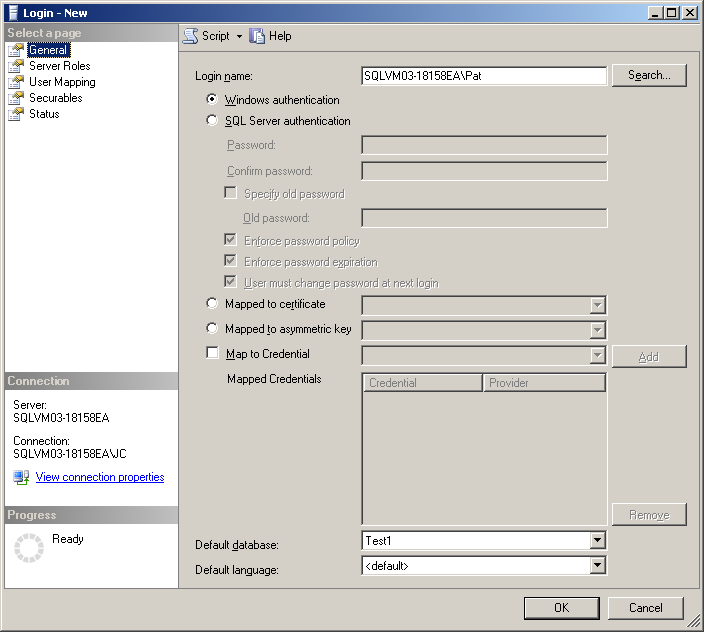 Login - New
Select a page
General
Server Roles
User Mapping
Securables
Status
Script Help
Login name: SQLVM03-18158EA\Pat Search...
Windows authentication
SQL Server authentication
Password:
Confirm password:
Specify old password
Old password:
Enforce password policy
Enforce password expiration
User must change password at next login
Mapped to certificate
Mapped to asymmetric key
Map to Credential Add
Mapped Credentials Credential Provider
Remove
Default database: Test1
Default language: <default>
Connection
Server:
SQLVM03-18158EA
Connection:
SQLVM03-18158EA\JC
View connection properties
Progress
Ready
OK Cancel